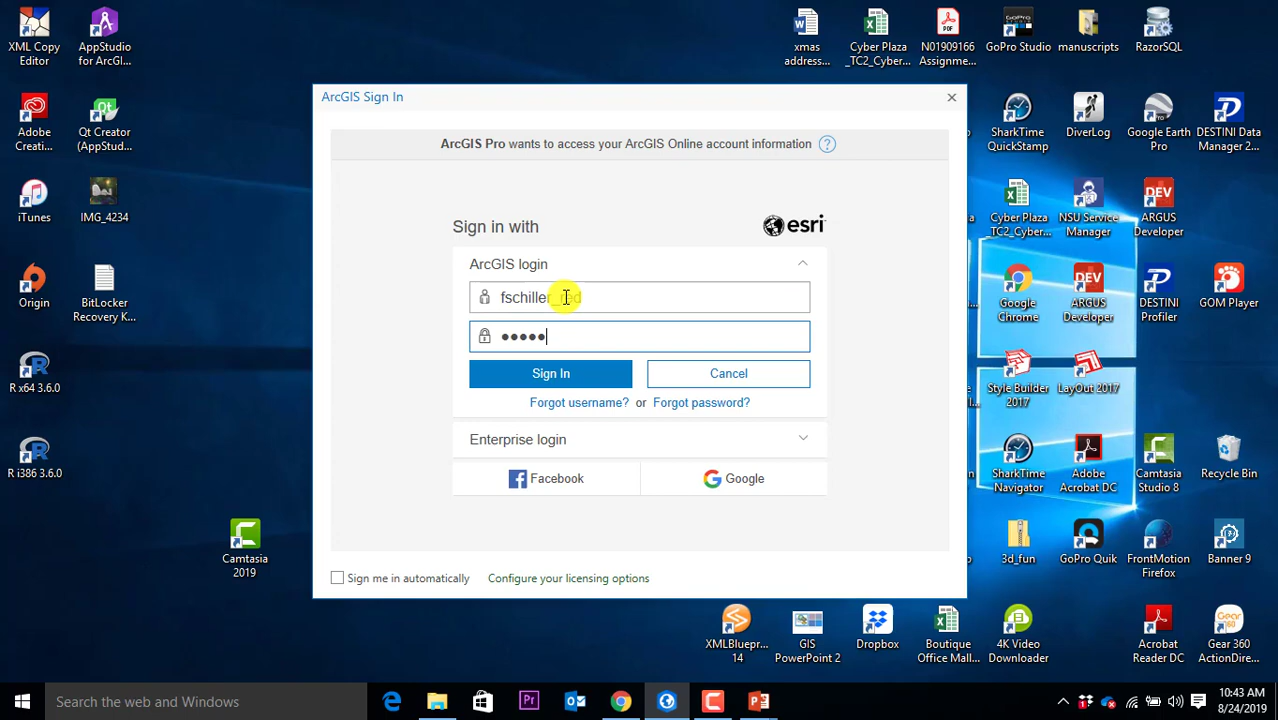 XML Copy
Editor
AppStudio
for ArcGI...
Adobe
Creati...
Qt Creator
(AppStud...
iTunes
IMG_4234
Origin
BitLocker
Recovery K...
R x64 3.6.0
R i386 3.6.0
Camtasia
2019
xmas
address...
Cyber Plaza
_TC2_Cyber...
N01909166
Assignme...
GoPro Studio
manuscripts
RazorSQL
ArcGIS Sign In
ArcGIS Pro wants to access your ArcGIS Online account information ?
Sign in with
esri
ArcGIS login
●●●●●
Sign In
Cancel
Forgot username? or Forgot password?
Enterprise login
Facebook
Google
Sign me in automatically
Configure your licensing options
SharkTime
QuickStamp
DiverLog
Google Earth
Pro
DESTINI Data
Manager 2...
Cyber Plaza
_TC2_Cyber...
NSU Service
Manager
ARGUS
Developer
Google
Chrome
ARGUS
Developer
DESTINI
Profiler
GOM Player
Style Builder
2017
LayOut 2017
SharkTime
Navigator
Adobe
Acrobat DC
Camtasia
Studio 8
Recycle Bin
3d_fun
GoPro Quik
FrontMotion
Firefox
Banner 9
XMLBluepr...
14
GIS
PowerPoint 2
Dropbox
Boutique
Office Mall...
4K Video
Downloader
Acrobat
Reader DC
Gear 360
ActionDire...
Search the web and Windows
10:43 AM
8/24/2019